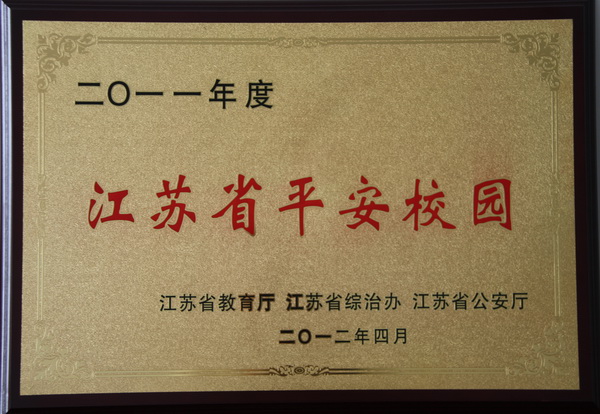 二〇一一年度
江苏省平安校园
江苏省教育厅 江苏省综治办 江苏省公安厅
二〇一二年四月